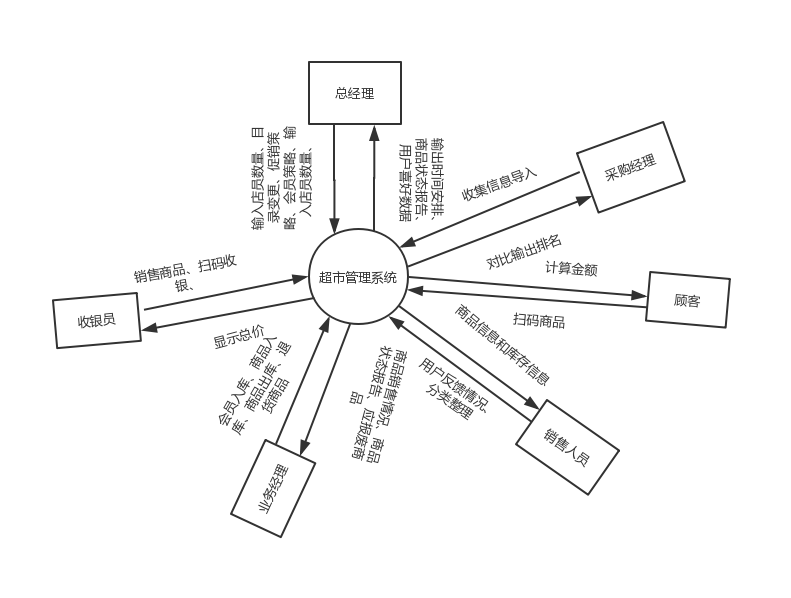 总经理
输入店员数量、目
录变更、促销策
略、会员策略、输
入店员数量、
输出时间安排、
商品状态报告、
用户喜好数据
采购经理
收集信息导入
对比输出排名
超市管理系统
计算金额
顾客
扫码商品
销售商品、扫码收
银、
收银员
显示总价
商品信息和库存信息
用户反馈情况,
分类整理
销售人员
会员入库、商品入
库、商品出库、退
货商品
商品销售情况、商品
状态报告、应报废商
品
业务经理